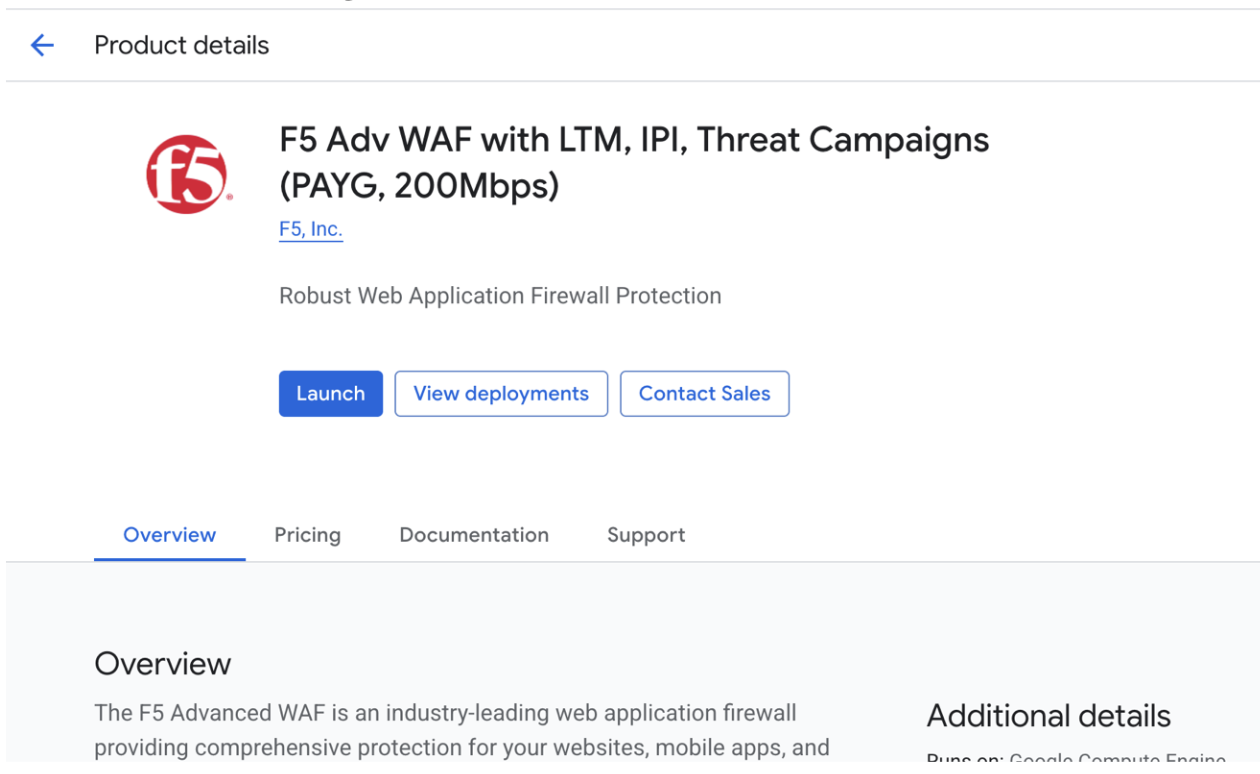 Product details
f5
F5 Adv WAF with LTM, IPI, Threat Campaigns
(PAYG, 200Mbps)
F5, Inc.
Robust Web Application Firewall Protection
Launch
View deployments
Contact Sales
Overview
Pricing
Documentation
Support
Overview
The F5 Advanced WAF is an industry-leading web application firewall
providing comprehensive protection for your websites, mobile apps, and
Additional details
Runs on: Google Compute Engine